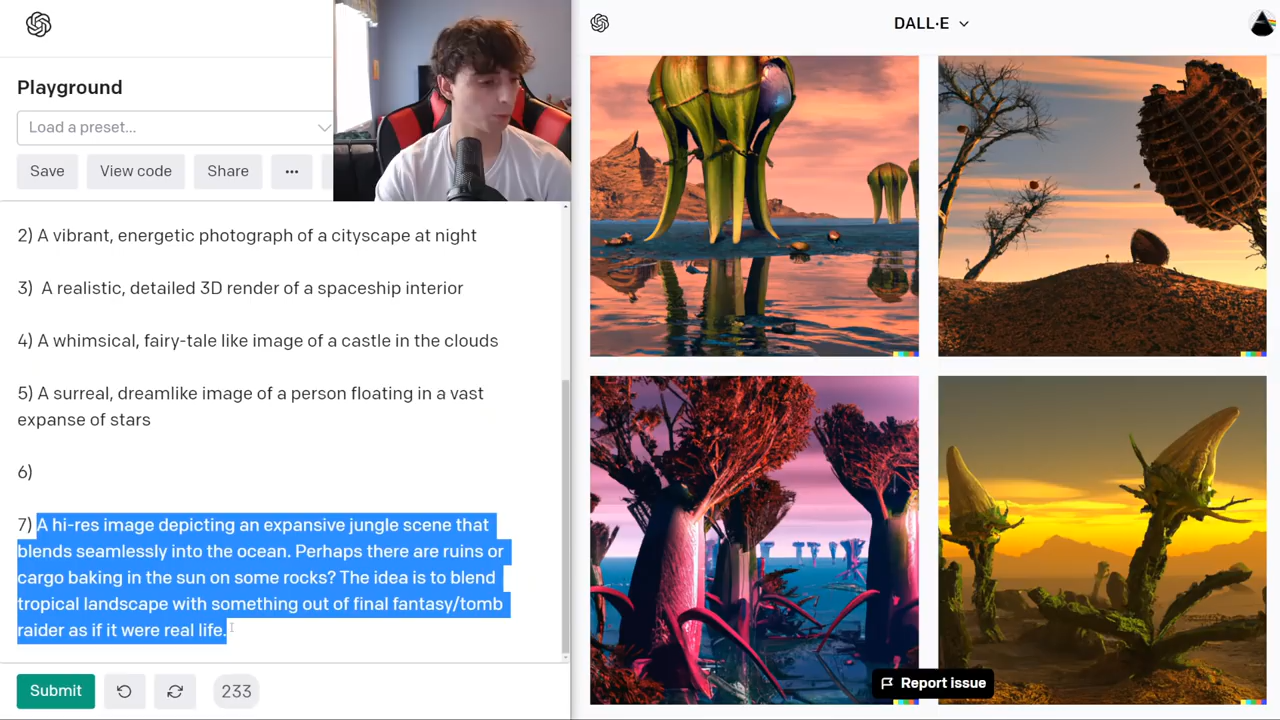 Playground
Load a preset...
Save
View code
Share
...
2) A vibrant, energetic photograph of a cityscape at night
3)  A realistic, detailed 3D render of a spaceship interior
4) A whimsical, fairy-tale like image of a castle in the clouds
5) A surreal, dreamlike image of a person floating in a vast
expanse of stars
6)
7) A hi-res image depicting an expansive jungle scene that
blends seamlessly into the ocean. Perhaps there are ruins or
cargo baking in the sun on some rocks? The idea is to blend
tropical landscape with something out of final fantasy/tomb
raider as if it were real life.
Submit
233
DALL·E
Report issue